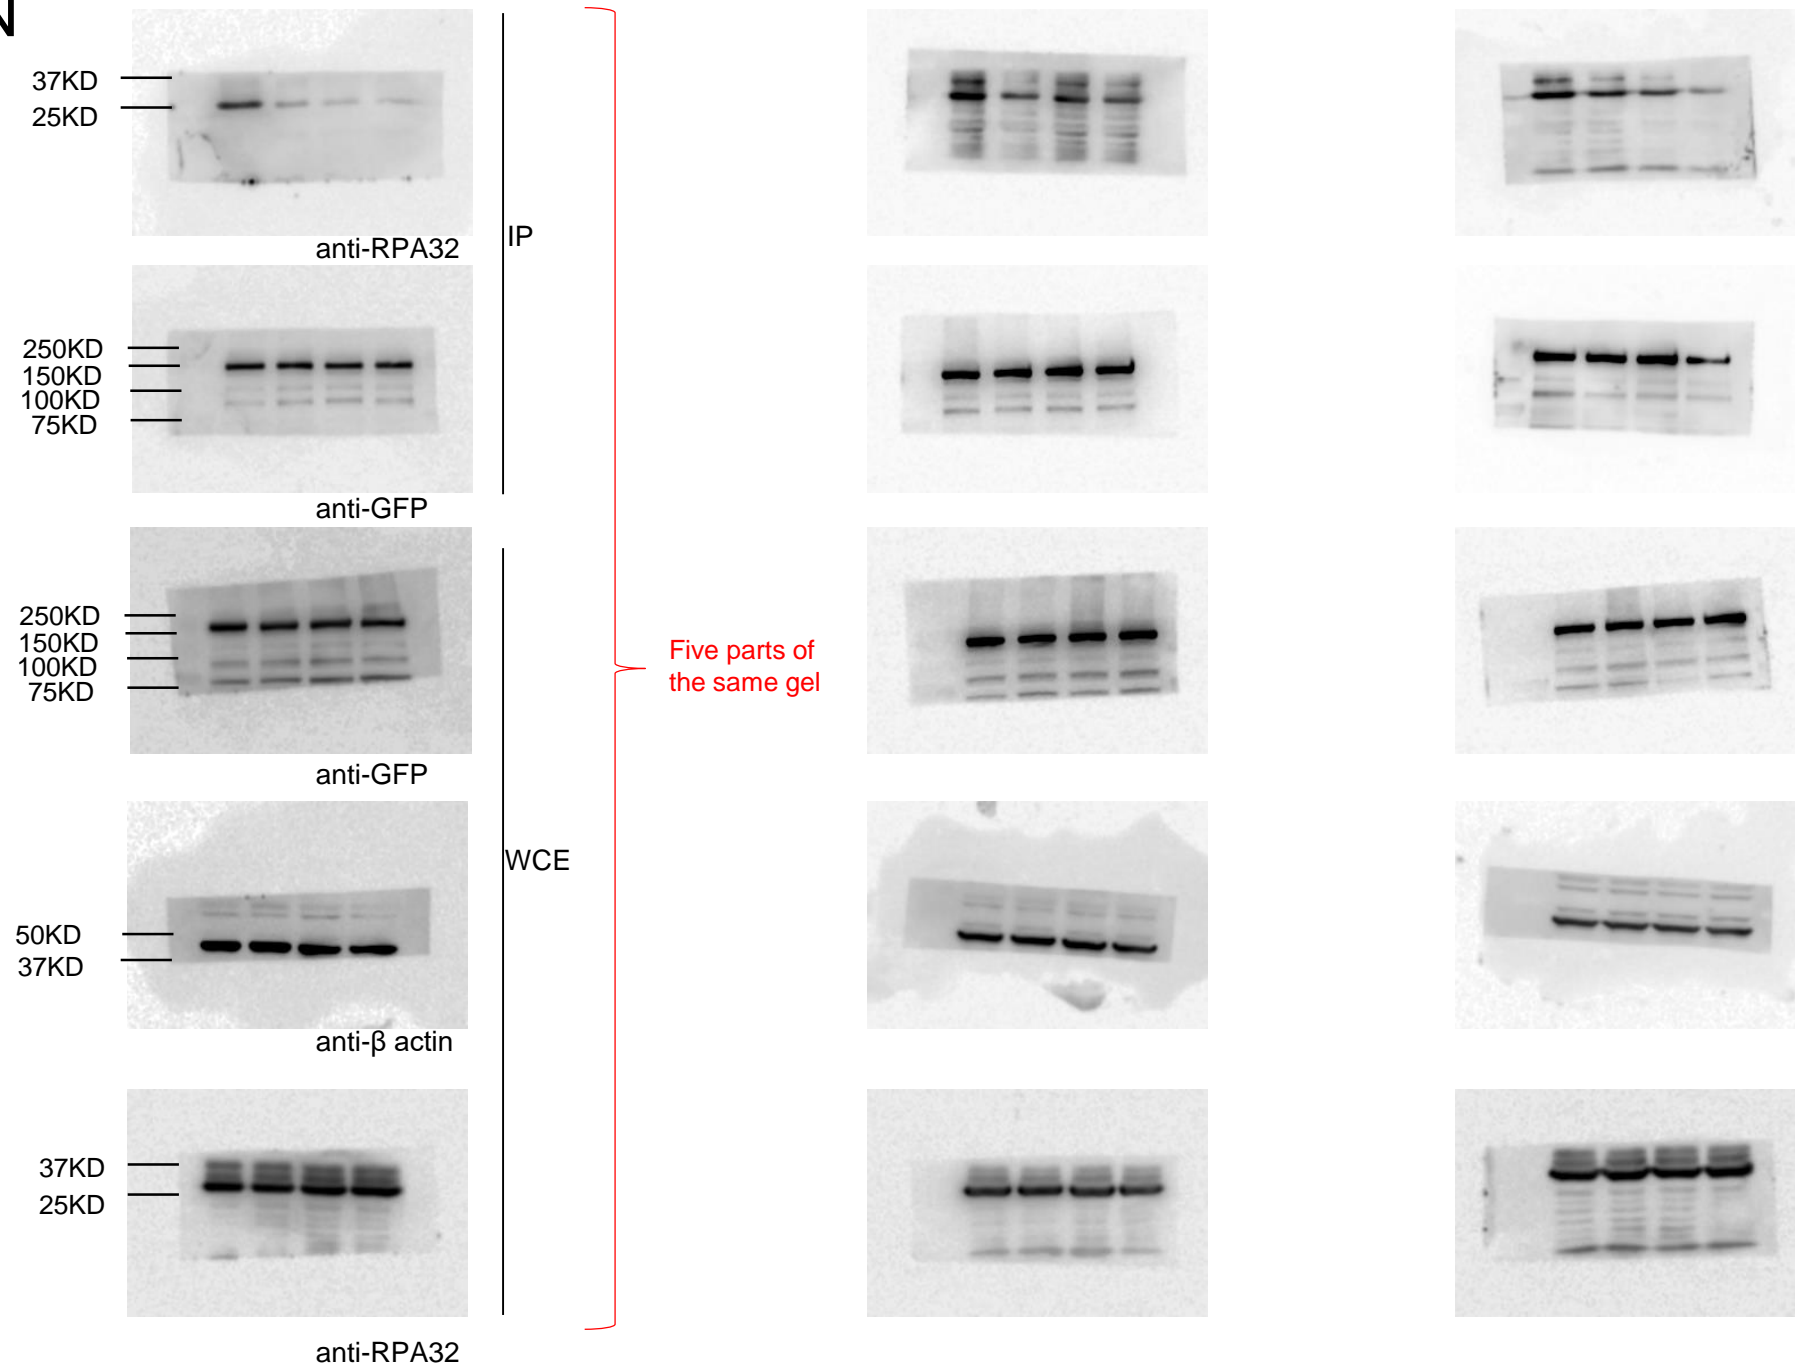 N
37KD
25KD
anti-RPA32
IP
250KD
150KD
100KD
75KD
anti-GFP
250KD
150KD
100KD
75KD
anti-GFP
Five parts of
the same gel
WCE
50KD
37KD
anti-β actin
37KD
25KD
anti-RPA32